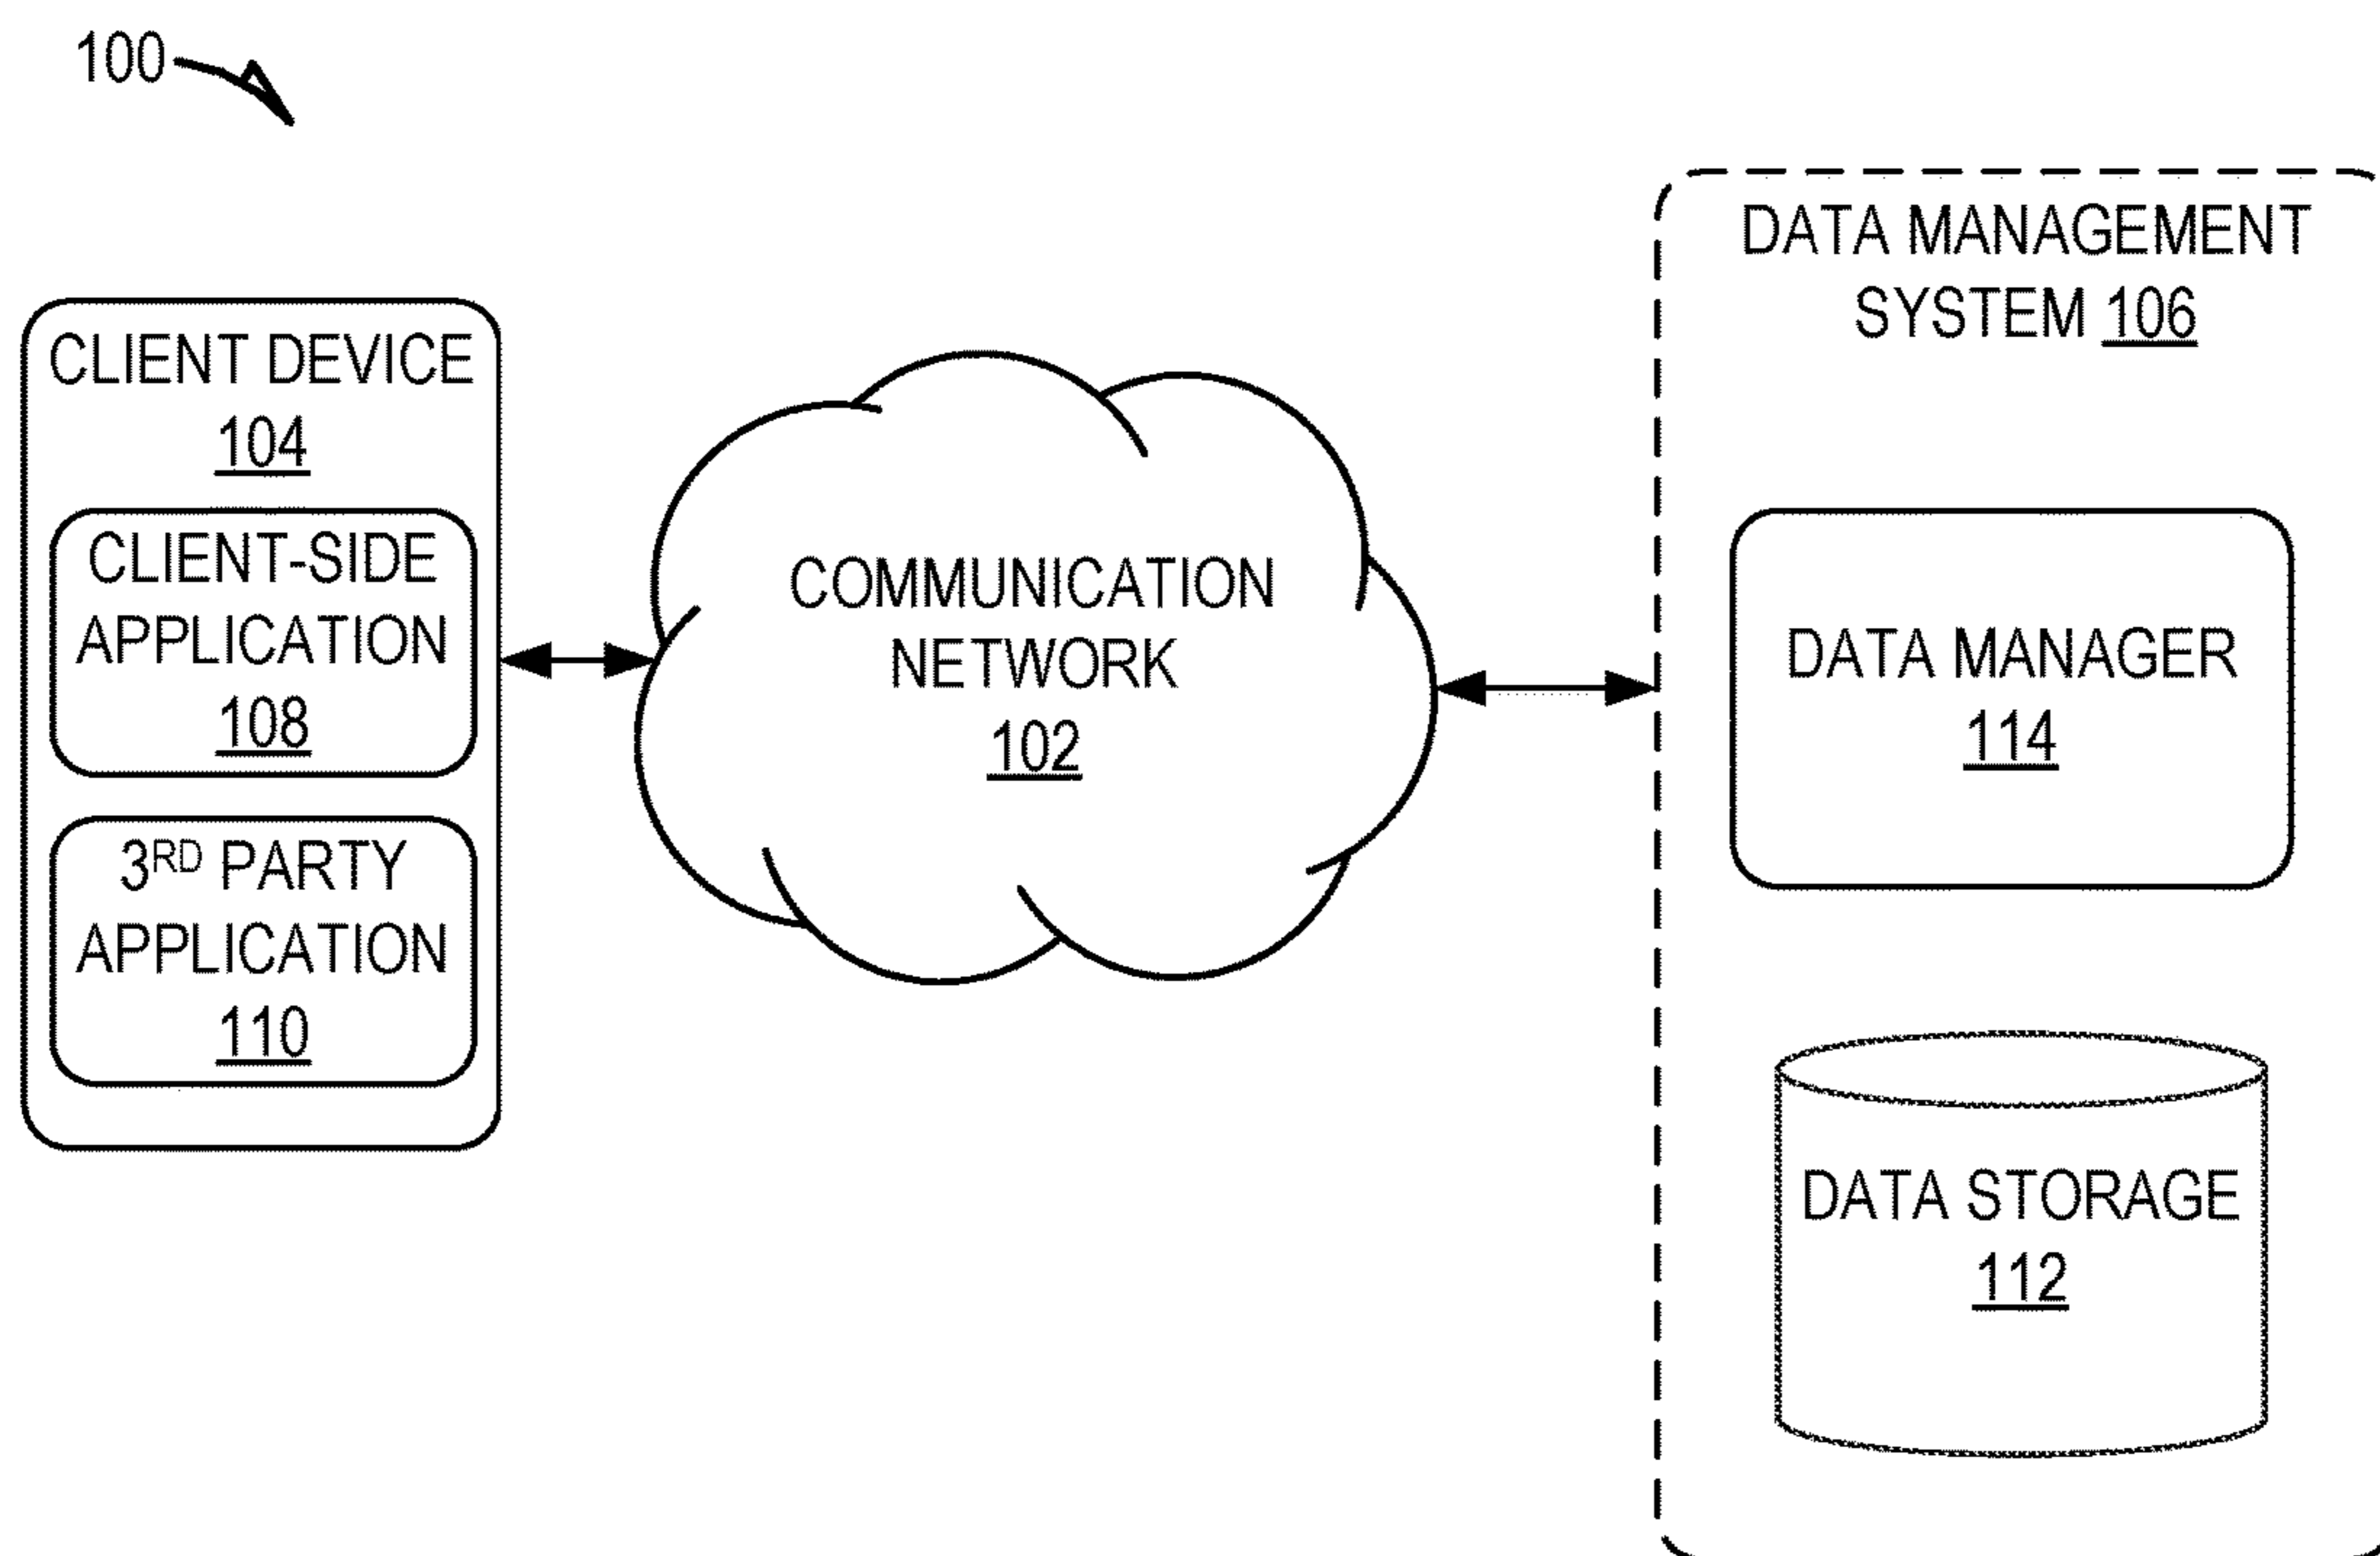 100
CLIENT DEVICE
104
CLIENT-SIDE
APPLICATION
108
3RD PARTY
APPLICATION
110
COMMUNICATION
NETWORK
102
DATA MANAGEMENT
SYSTEM 106
DATA MANAGER
114
DATA STORAGE
112